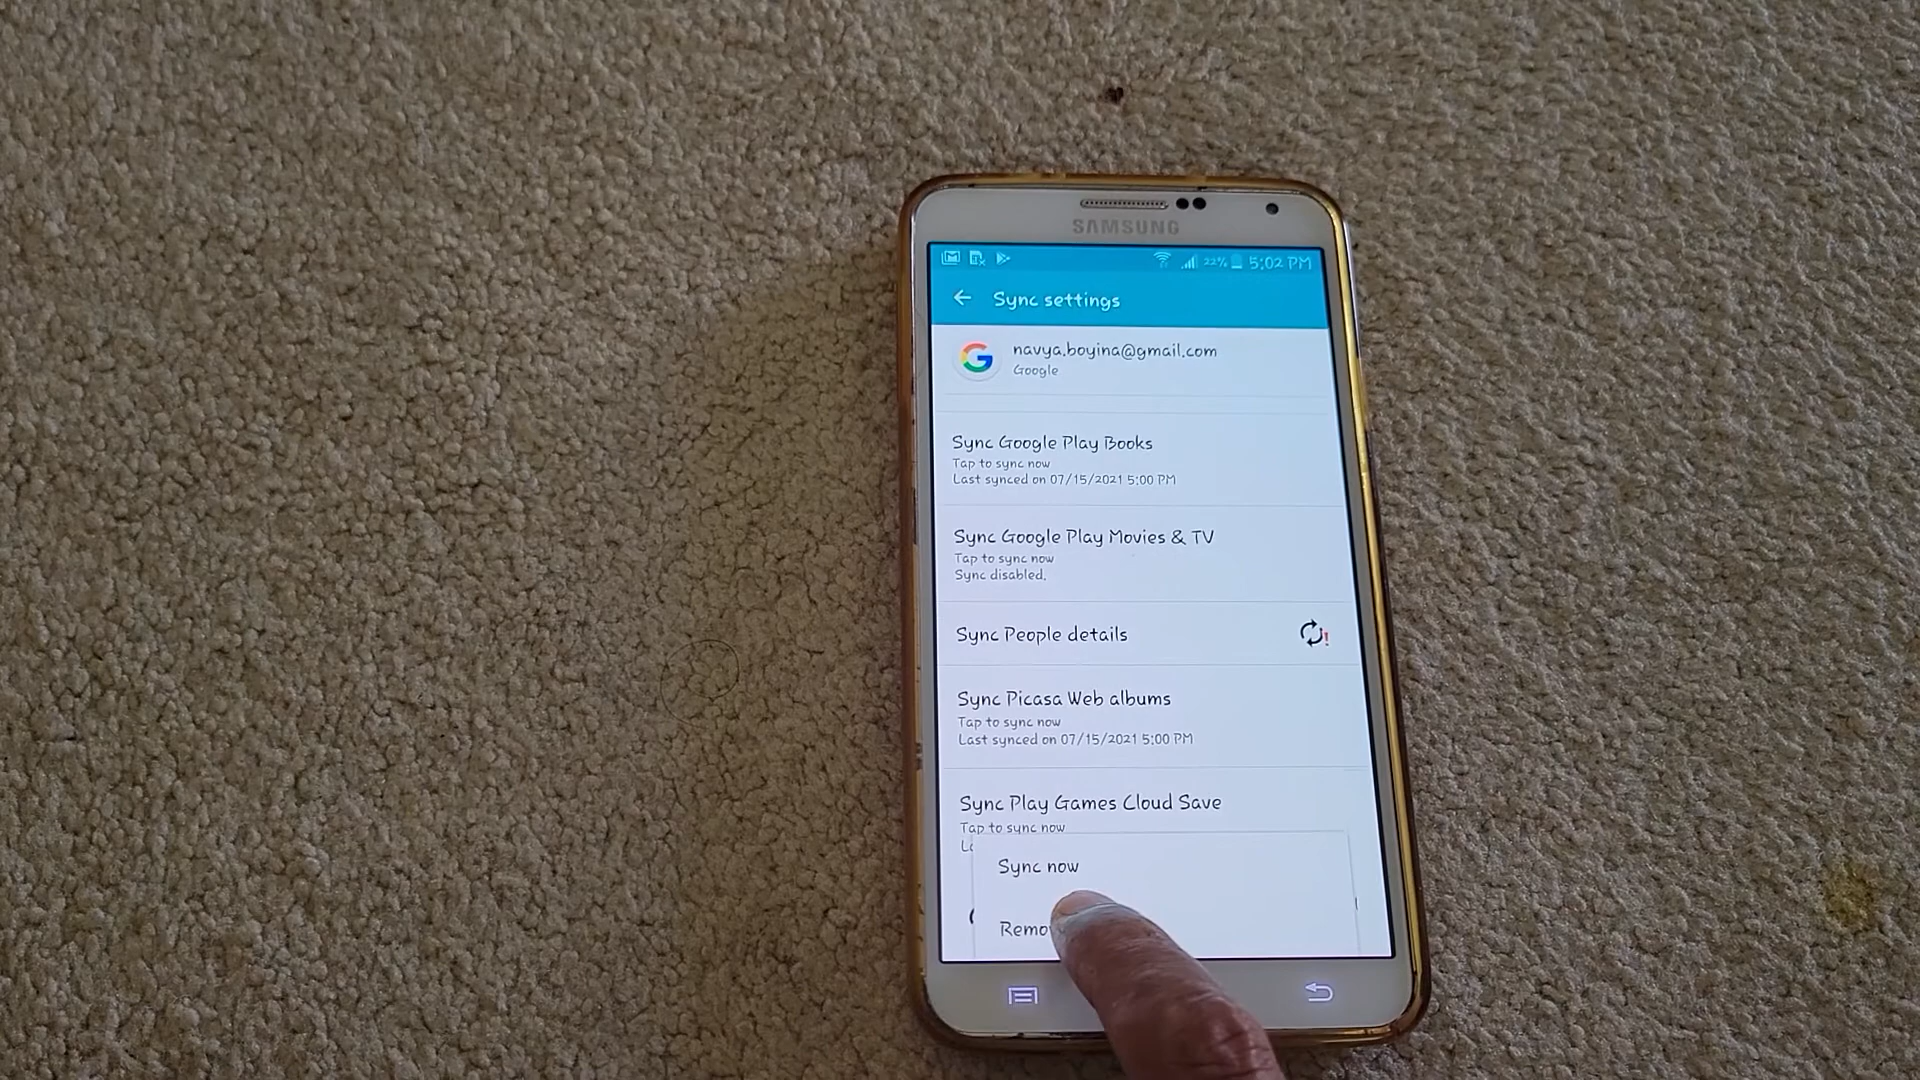 SAMSUNG
22% 5:02 PM
Sync settings
navya.boyina@gmail.com
Google
Sync Google Play Books
Tap to sync now
Last synced on 07/15/2021 5:00 PM
Sync Google Play Movies & TV
Tap to sync now
Sync disabled.
Sync People details
Sync Picasa Web albums
Tap to sync now
Last synced on 07/15/2021 5:00 PM
Sync Play Games Cloud Save
Tap to sync now
Sync now